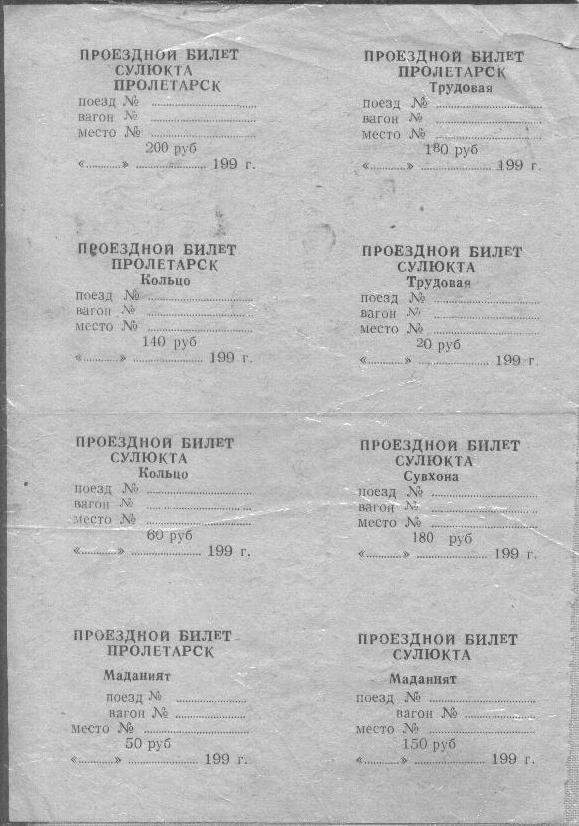 ПРОЕЗДНОЙ БИЛЕТ
СУЛЮКТА
ПРОЛЕТАРСК
поезд № ..........
вагон № ..........
место № ..........
200 руб
«..........» .......... 199 г.
ПРОЕЗДНОЙ БИЛЕТ
ПРОЛЕТАРСК
Трудовая
поезд № ..........
вагон № ..........
место № ..........
180 руб
«..........» .......... 199 г.
ПРОЕЗДНОЙ БИЛЕТ
ПРОЛЕТАРСК
Кольцо
поезд № ..........
вагон № ..........
место № ..........
140 руб
«..........» .......... 199 г.
ПРОЕЗДНОЙ БИЛЕТ
СУЛЮКТА
Трудовая
поезд № ..........
вагон № ..........
место № ..........
20 руб
«..........» .......... 199 г.
ПРОЕЗДНОЙ БИЛЕТ
СУЛЮКТА
Кольцо
поезд № ..........
вагон № ..........
место № ..........
60 руб
«..........» .......... 199 г.
ПРОЕЗДНОЙ БИЛЕТ
СУЛЮКТА
Сувхона
поезд № ..........
вагон № ..........
место № ..........
180 руб
«..........» .......... 199 г.
ПРОЕЗДНОЙ БИЛЕТ
ПРОЛЕТАРСК
Маданият
поезд № ..........
вагон № ..........
место № ..........
50 руб
«..........» .......... 199 г.
ПРОЕЗДНОЙ БИЛЕТ
СУЛЮКТА
Маданият
поезд № ..........
вагон № ..........
место № ..........
150 руб
«..........» .......... 199 г.